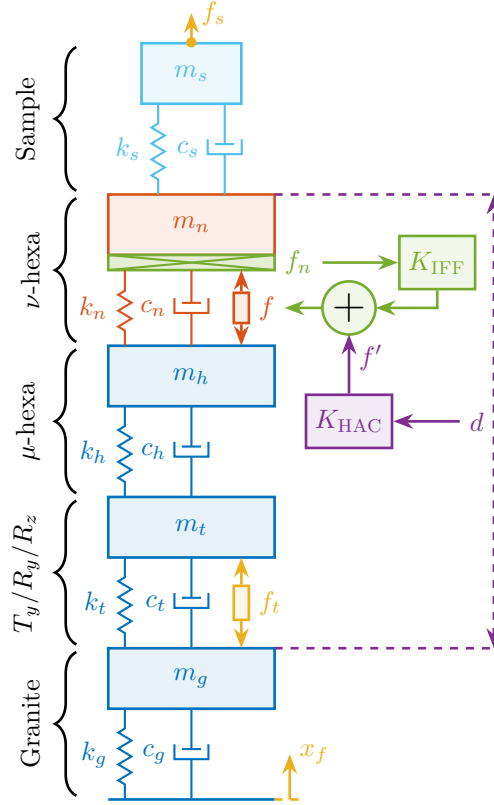 f_s
m_s
Sample
k_s
c_s
m_n
ν-hexa
f_n
K_IFF
k_n
c_n
f
+
f′
m_h
μ-hexa
K_HAC
d
k_h
c_h
m_t
T_y/R_y/R_z
k_t
c_t
f_t
m_g
Granite
k_g
c_g
x_f